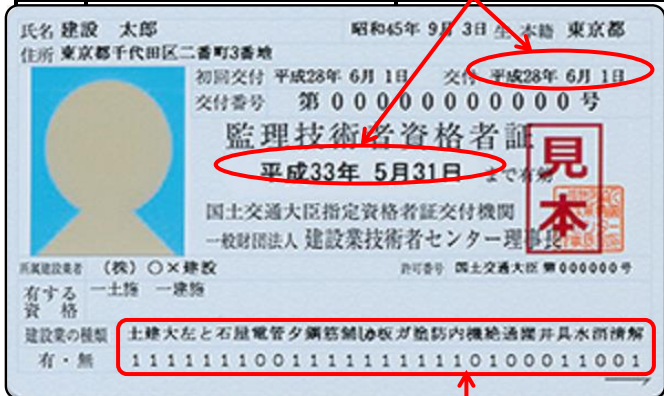 氏名 建設 太郎 昭和45年 9月 3日 生 本籍 東京都
住所 東京都千代田区二番町3番地
初回交付 平成28年 6月 1日 交付 平成28年 6月 1日
交付番号 第 00000000000 号
監理技術者資格者証
平成33年 5月31日 まで有効
見本
国土交通大臣指定資格者証交付機関
一般財団法人 建設業技術者センター理事長
所属建設業者 (株) ○×建設 許可番号 国土交通大臣 第000000号
有する資格 一土施 一建施
建設業の種類 土建大左と石屋電管タ鋼筋舗しゅ板ガ塗防内機絶通園井具水消清解
有・無 11111110011111111111010001 1001